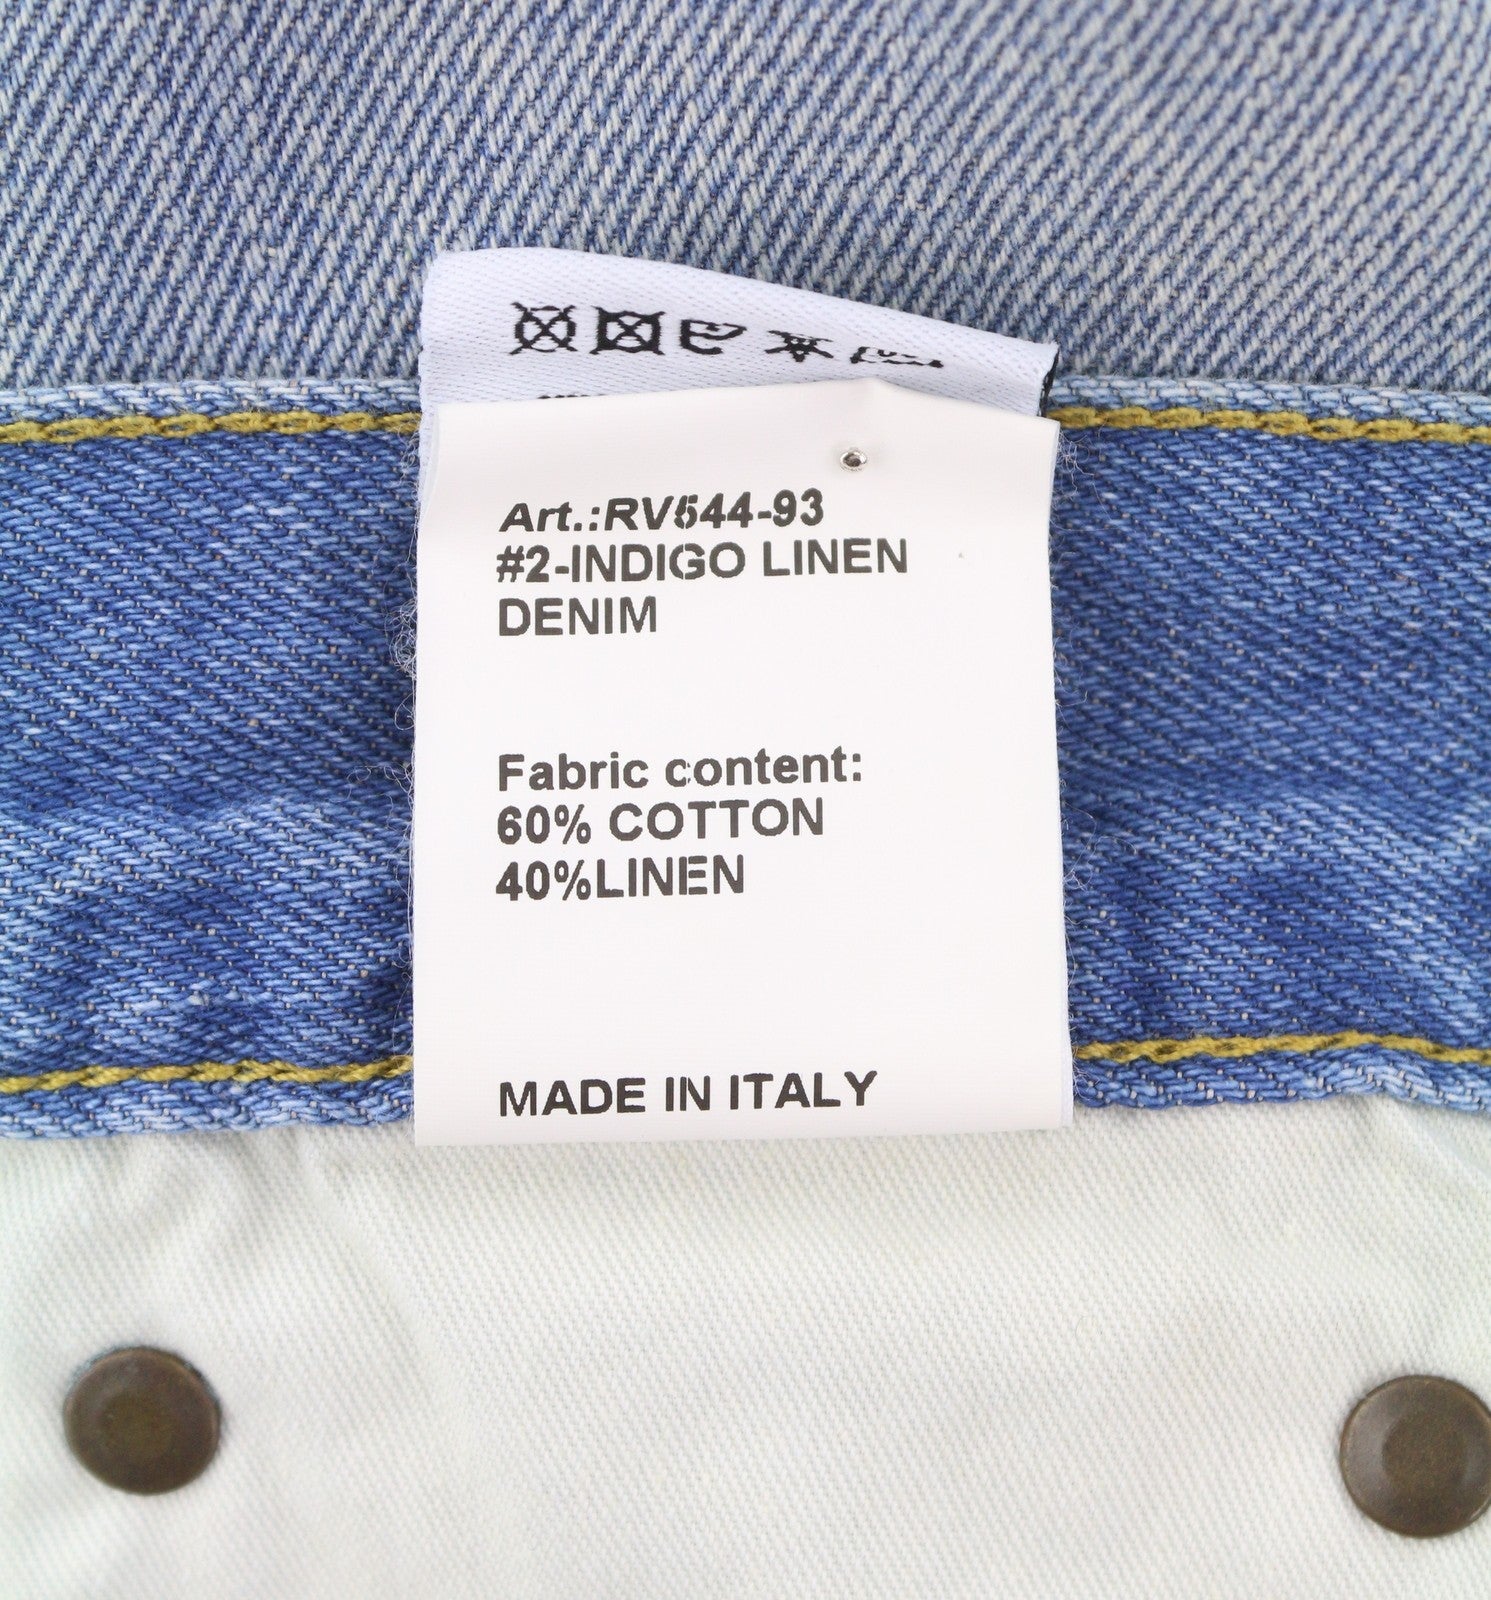 Art.:RV544-93
#2-INDIGO LINEN
DENIM
Fabric content:
60% COTTON
40%LINEN
MADE IN ITALY